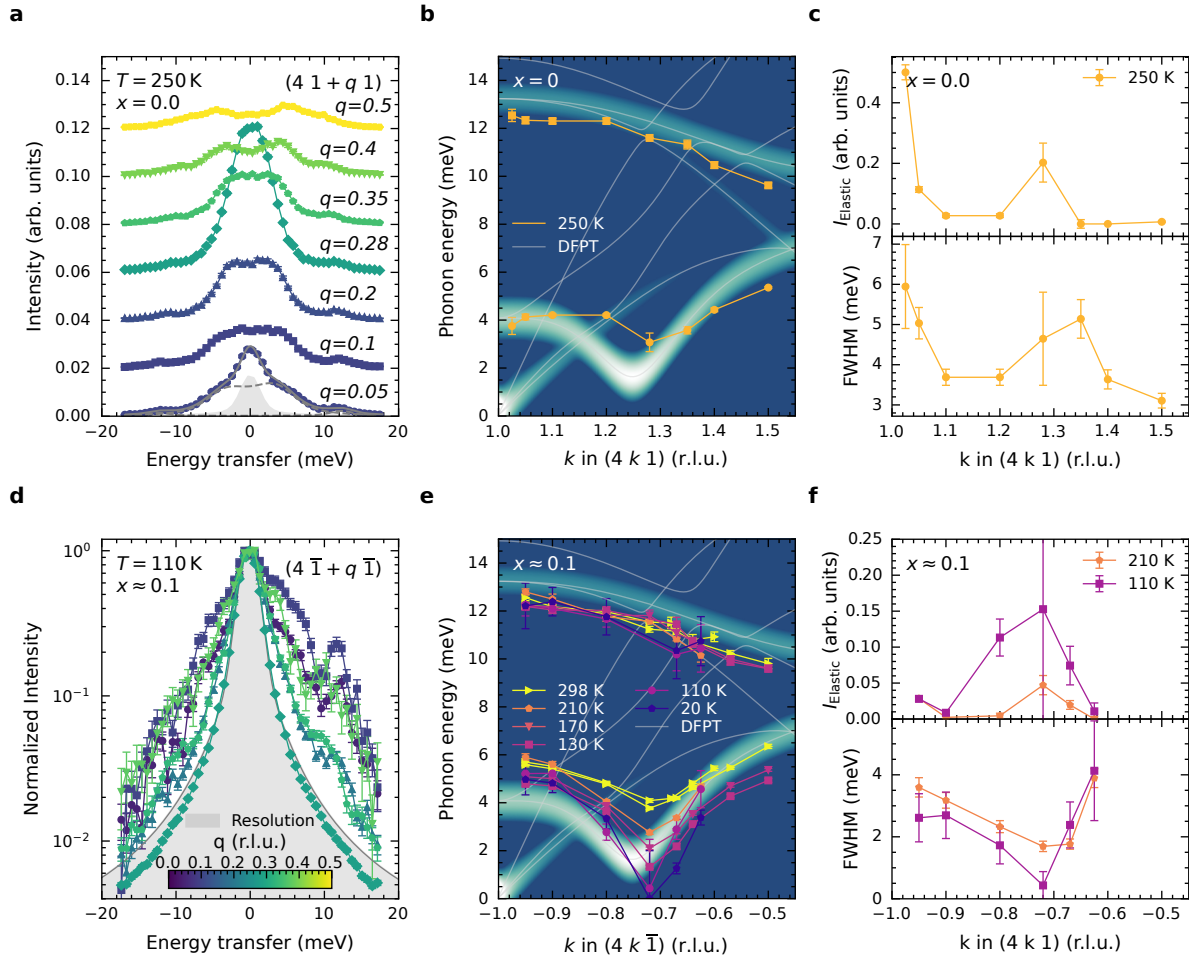 a
T = 250 K
x = 0.0
(4 1 + q 1)
q=0.5
q=0.4
q=0.35
q=0.28
q=0.2
q=0.1
q=0.05
0.14
0.12
0.10
0.08
0.06
0.04
0.02
0.00
Intensity (arb. units)
−20 −10 0 10 20
Energy transfer (meV)
b
x = 0
250 K
DFPT
14
12
10
8
6
4
2
0
Phonon energy (meV)
1.0 1.1 1.2 1.3 1.4 1.5
k in (4 k 1) (r.l.u.)
c
x = 0.0
250 K
0.4
0.2
0.0
I_Elastic (arb. units)
7
6
5
4
3
FWHM (meV)
1.0 1.1 1.2 1.3 1.4 1.5
k in (4 k 1) (r.l.u.)
d
T = 110 K
x ≈ 0.1
(4 1̅ + q 1̅)
10⁰
10⁻¹
10⁻²
Normalized Intensity
Resolution
q (r.l.u.)
0.0 0.1 0.2 0.3 0.4 0.5
−20 −10 0 10 20
Energy transfer (meV)
e
x ≈ 0.1
298 K
210 K
170 K
130 K
110 K
20 K
DFPT
14
12
10
8
6
4
2
0
Phonon energy (meV)
−1.0 −0.9 −0.8 −0.7 −0.6 −0.5
k in (4 k 1̅) (r.l.u.)
f
x ≈ 0.1
210 K
110 K
0.25
0.20
0.15
0.10
0.05
0.00
I_Elastic (arb. units)
4
2
0
FWHM (meV)
−1.0 −0.9 −0.8 −0.7 −0.6 −0.5
k in (4 k 1) (r.l.u.)